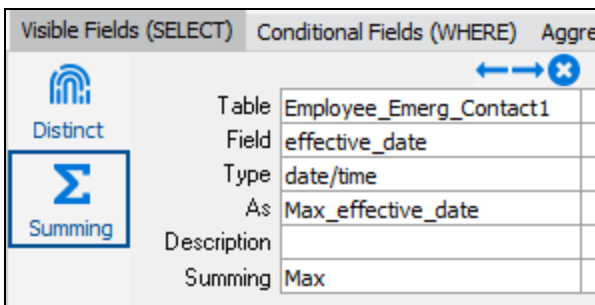 Visible Fields (SELECT) Conditional Fields (WHERE) Aggre
Distinct
Summing
Table Employee_Emerg_Contact1
Field effective_date
Type date/time
As Max_effective_date
Description
Summing Max